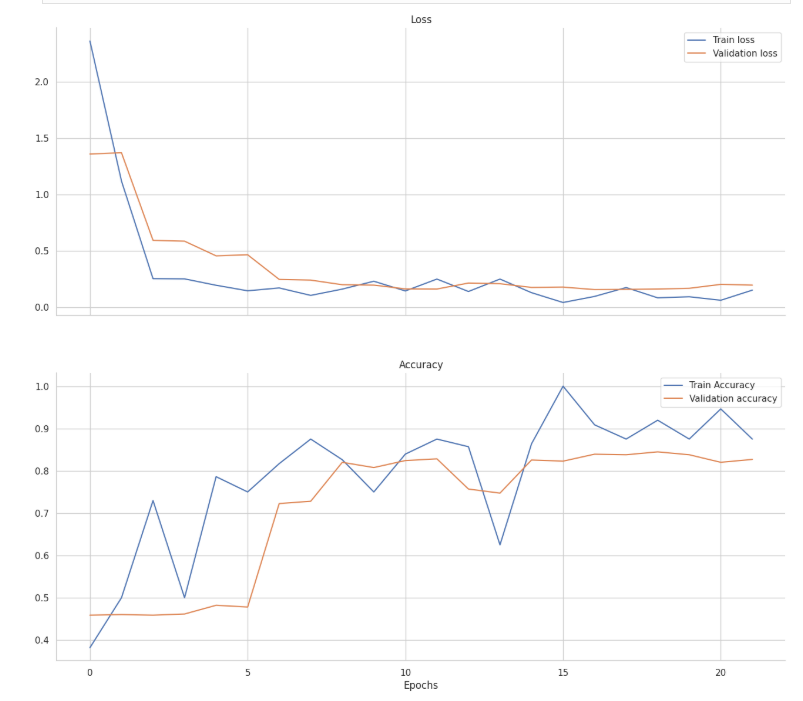 Loss
Train loss
Validation loss
2.0
1.5
1.0
0.5
0.0
Accuracy
Train Accuracy
Validation accuracy
1.0
0.9
0.8
0.7
0.6
0.5
0.4
0 5 10 15 20
Epochs